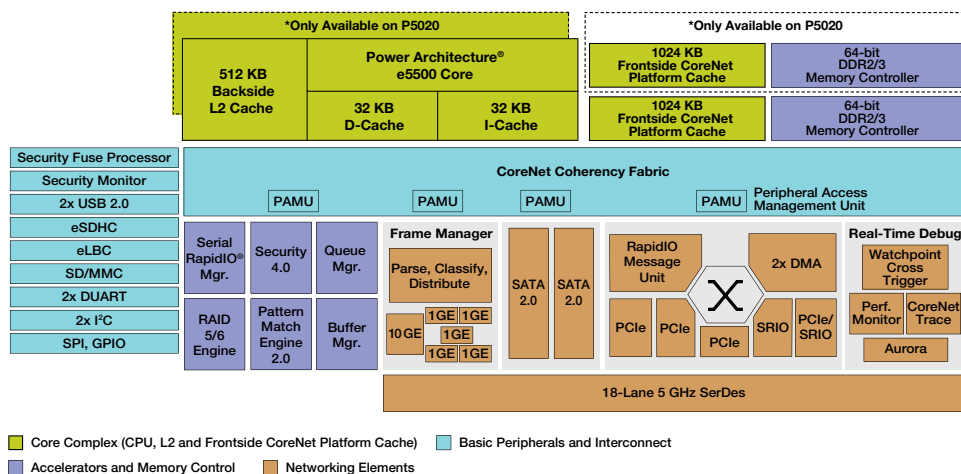 *Only Available on P5020
*Only Available on P5020
512 KB
Backside
L2 Cache
Power Architecture®
e5500 Core
32 KB
D-Cache
32 KB
I-Cache
1024 KB
Frontside CoreNet
Platform Cache
64-bit
DDR2/3
Memory Controller
1024 KB
Frontside CoreNet
Platform Cache
64-bit
DDR2/3
Memory Controller
Security Fuse Processor
Security Monitor
2x USB 2.0
eSDHC
eLBC
SD/MMC
2x DUART
2x I²C
SPI, GPIO
CoreNet Coherency Fabric
PAMU
PAMU
PAMU
PAMU
Peripheral Access
Management Unit
Serial
RapidIO®
Mgr.
Security
4.0
Queue
Mgr.
RAID
5/6
Engine
Pattern
Match
Engine
2.0
Buffer
Mgr.
Frame Manager
Parse, Classify,
Distribute
10 GE
1GE
1GE
1GE
1GE
1GE
SATA
2.0
SATA
2.0
RapidIO
Message
Unit
2x DMA
PCIe
PCIe
PCIe
SRIO
PCIe/
SRIO
Real-Time Debug
Watchpoint
Cross
Trigger
Perf.
Monitor
CoreNet
Trace
Aurora
18-Lane 5 GHz SerDes
Core Complex (CPU, L2 and Frontside CoreNet Platform Cache)
Basic Peripherals and Interconnect
Accelerators and Memory Control
Networking Elements